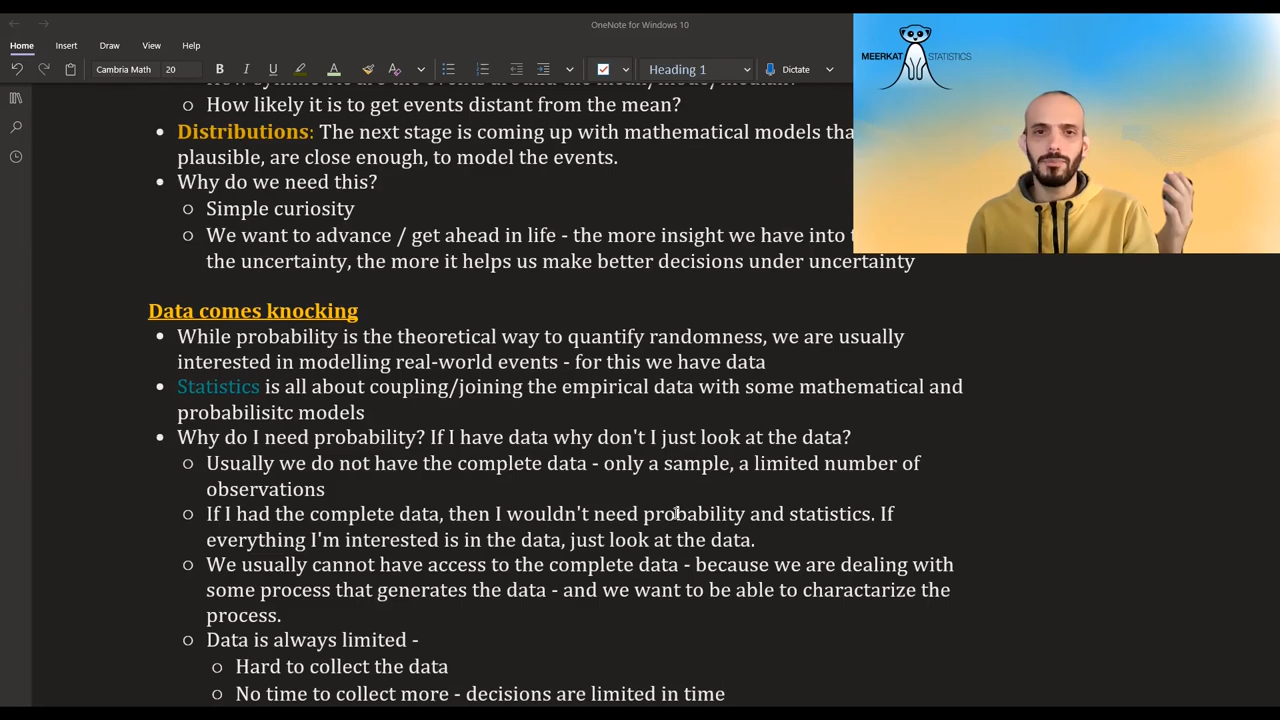 OneNote for Windows 10
Home Insert Draw View Help
Cambria Math 20 B I U A Heading 1 Dictate
MEERKAT STATISTICS
How likely it is to get events distant from the mean?
Distributions: The next stage is coming up with mathematical models
plausible, are close enough, to model the events.
Why do we need this?
Simple curiosity
We want to advance / get ahead in life - the more insight we have into
the uncertainty, the more it helps us make better decisions under uncertainty
Data comes knocking
While probability is the theoretical way to quantify randomness, we are usually
interested in modelling real-world events - for this we have data
Statistics is all about coupling/joining the empirical data with some mathematical and
probabilisitc models
Why do I need probability? If I have data why don't I just look at the data?
Usually we do not have the complete data - only a sample, a limited number of
observations
If I had the complete data, then I wouldn't need probability and statistics. If
everything I'm interested is in the data, just look at the data.
We usually cannot have access to the complete data - because we are dealing with
some process that generates the data - and we want to be able to charactarize the
process.
Data is always limited -
Hard to collect the data
No time to collect more - decisions are limited in time